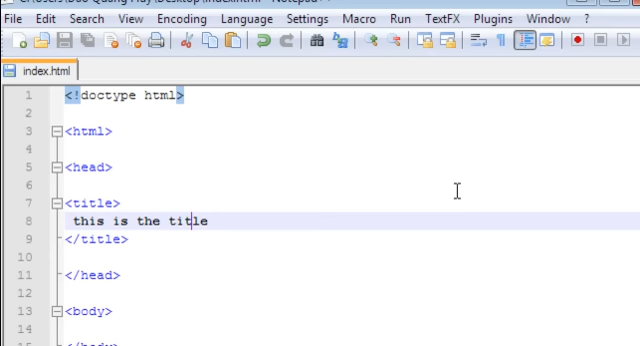 File Edit Search View Encoding Language Settings Macro Run TextFX Plugins Window ?
index.html
1 <!doctype html>
2
3 <html>
4
5 <head>
6
7 <title>
8 this is the title
9 </title>
10
11 </head>
12
13 <body>
14